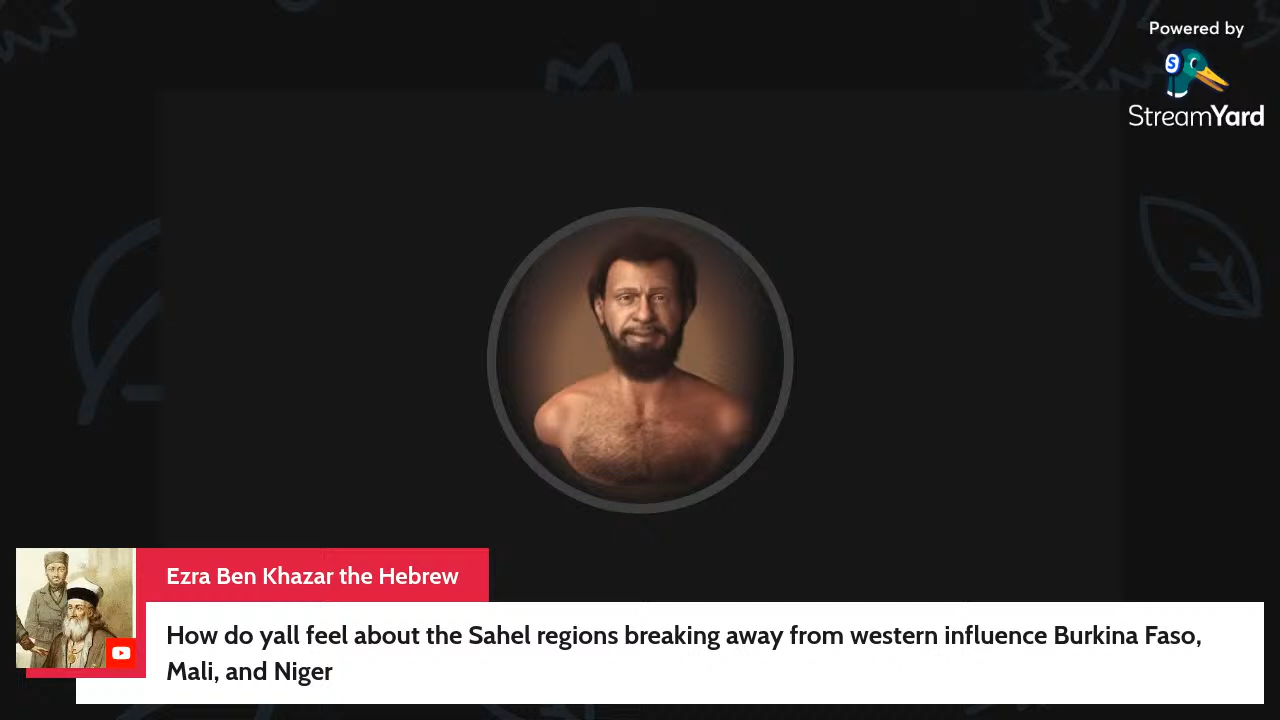 Powered by
S
StreamYard
Ezra Ben Khazar the Hebrew
How do yall feel about the Sahel regions breaking away from western influence Burkina Faso,
Mali, and Niger